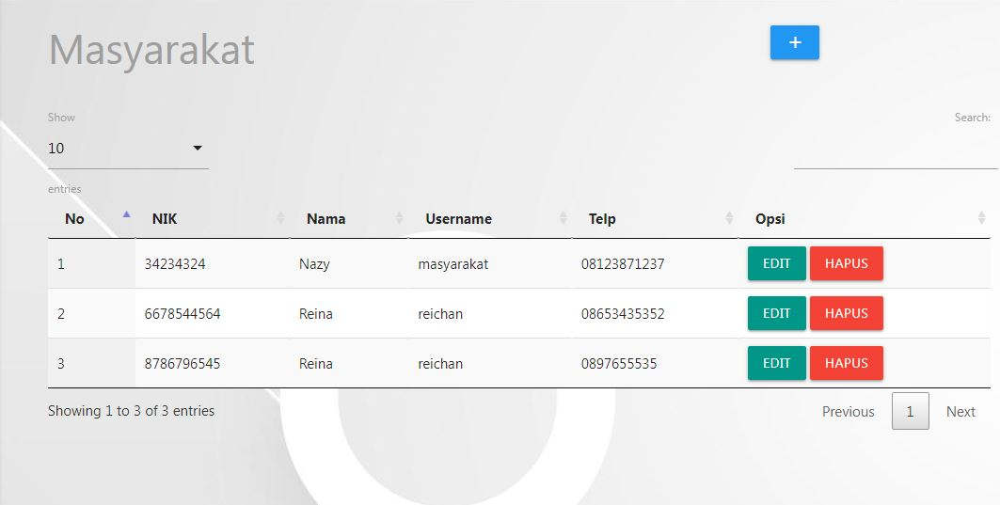 Masyarakat +
Show Search:
10
entries
No NIK Nama Username Telp Opsi
1 34234324 Nazy masyarakat 08123871237 EDIT HAPUS
2 6678544564 Reina reichan 08653435352 EDIT HAPUS
3 8786796545 Reina reichan 0897655535 EDIT HAPUS
Showing 1 to 3 of 3 entries Previous 1 Next